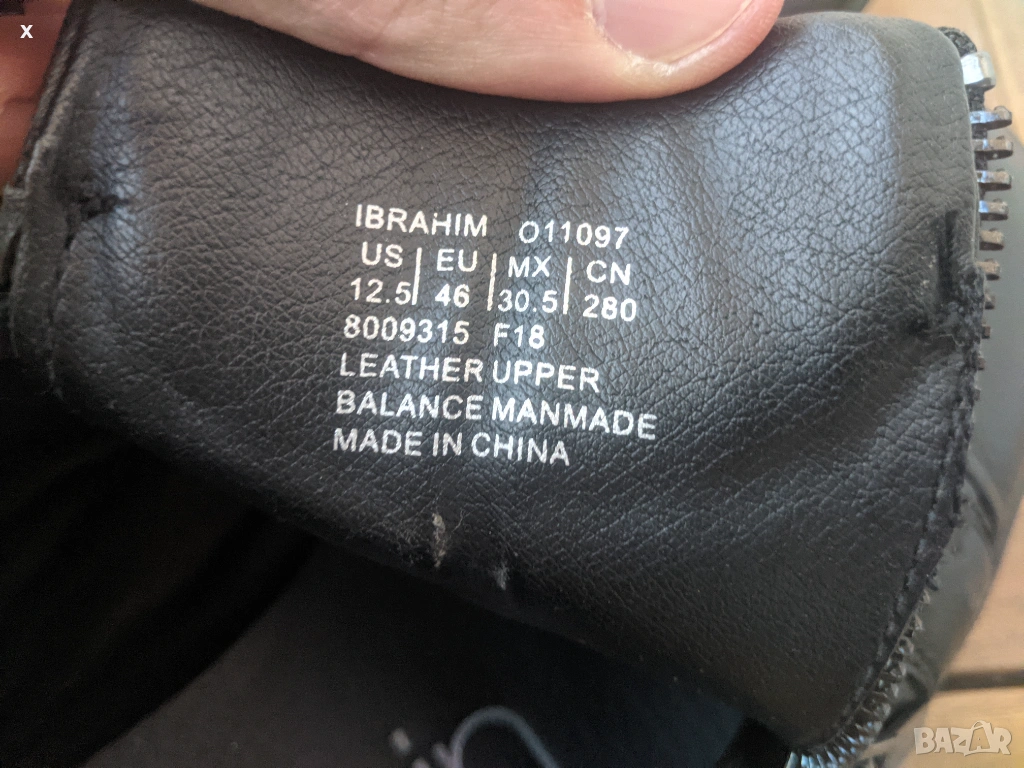 x
IBRAHIM O11097
US | EU | MX | CN
12.5 | 46 | 30.5 | 280
8009315 F18
LEATHER UPPER
BALANCE MANMADE
MADE IN CHINA
BAZAR